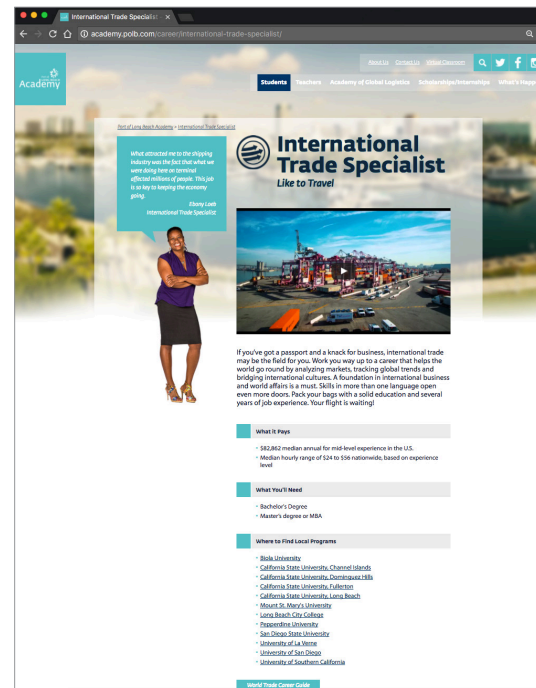 International Trade Specialist
academy.polb.com/career/international-trade-specialist/
About Us Contact Us Virtual Classroom
Academy
Students Teachers Academy of Global Logistics Scholarships/Internships What's Happ
Port of Long Beach Academy » International Trade Specialist
What attracted me to the shipping
industry was the fact that what we
were doing here on terminal
affected millions of people. This job
is so key to keeping the economy
going.
Ebony Loeb
International Trade Specialist
International
Trade Specialist
Like to Travel
If you've got a passport and a knack for business, international trade
may be the field for you. Work you way up to a career that helps the
world go round by analyzing markets, tracking global trends and
bridging international cultures. A foundation in international business
and world affairs is a must. Skills in more than one language open
even more doors. Pack your bags with a solid education and several
years of job experience. Your flight is waiting!
What it Pays
$82,862 median annual for mid-level experience in the U.S.
Median hourly range of $24 to $56 nationwide, based on experience
level
What You'll Need
Bachelor's Degree
Master's degree or MBA
Where to Find Local Programs
Biola University
California State University, Channel Islands
California State University, Dominguez Hills
California State University, Fullerton
California State University, Long Beach
Mount St. Mary's University
Long Beach City College
Pepperdine University
San Diego State University
University of La Verne
University of San Diego
University of Southern California
World Trade Career Guide